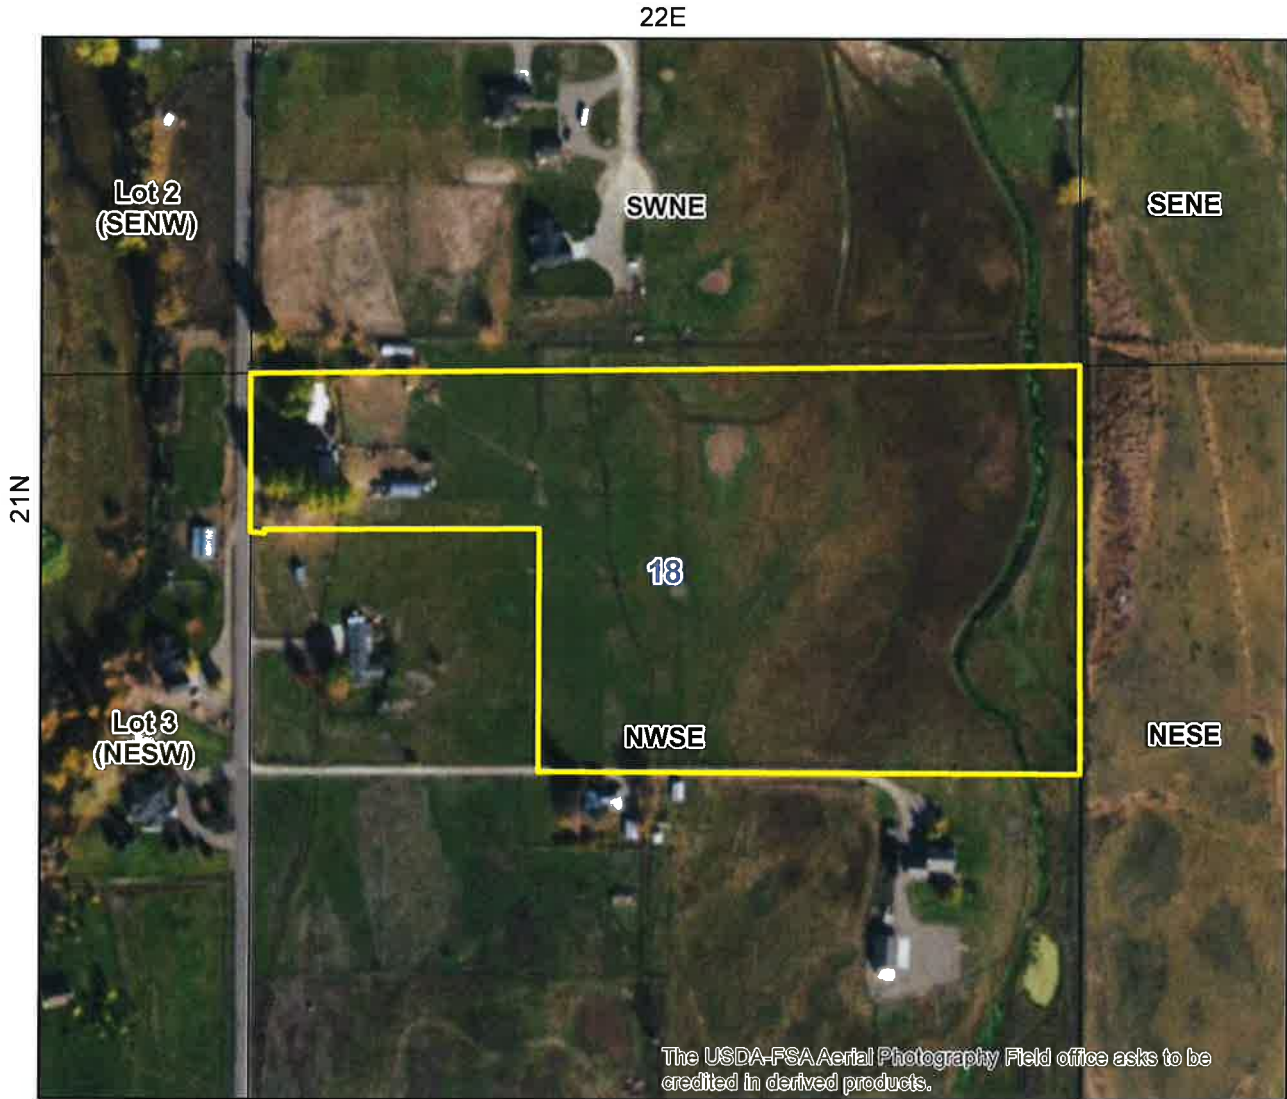 22E
Lot 2
(SENW)
SWNE
SENE
21N
18
Lot 3
(NESW)
NWSE
NESE
The USDA-FSA Aerial Photography Field office asks to be
credited in derived products.